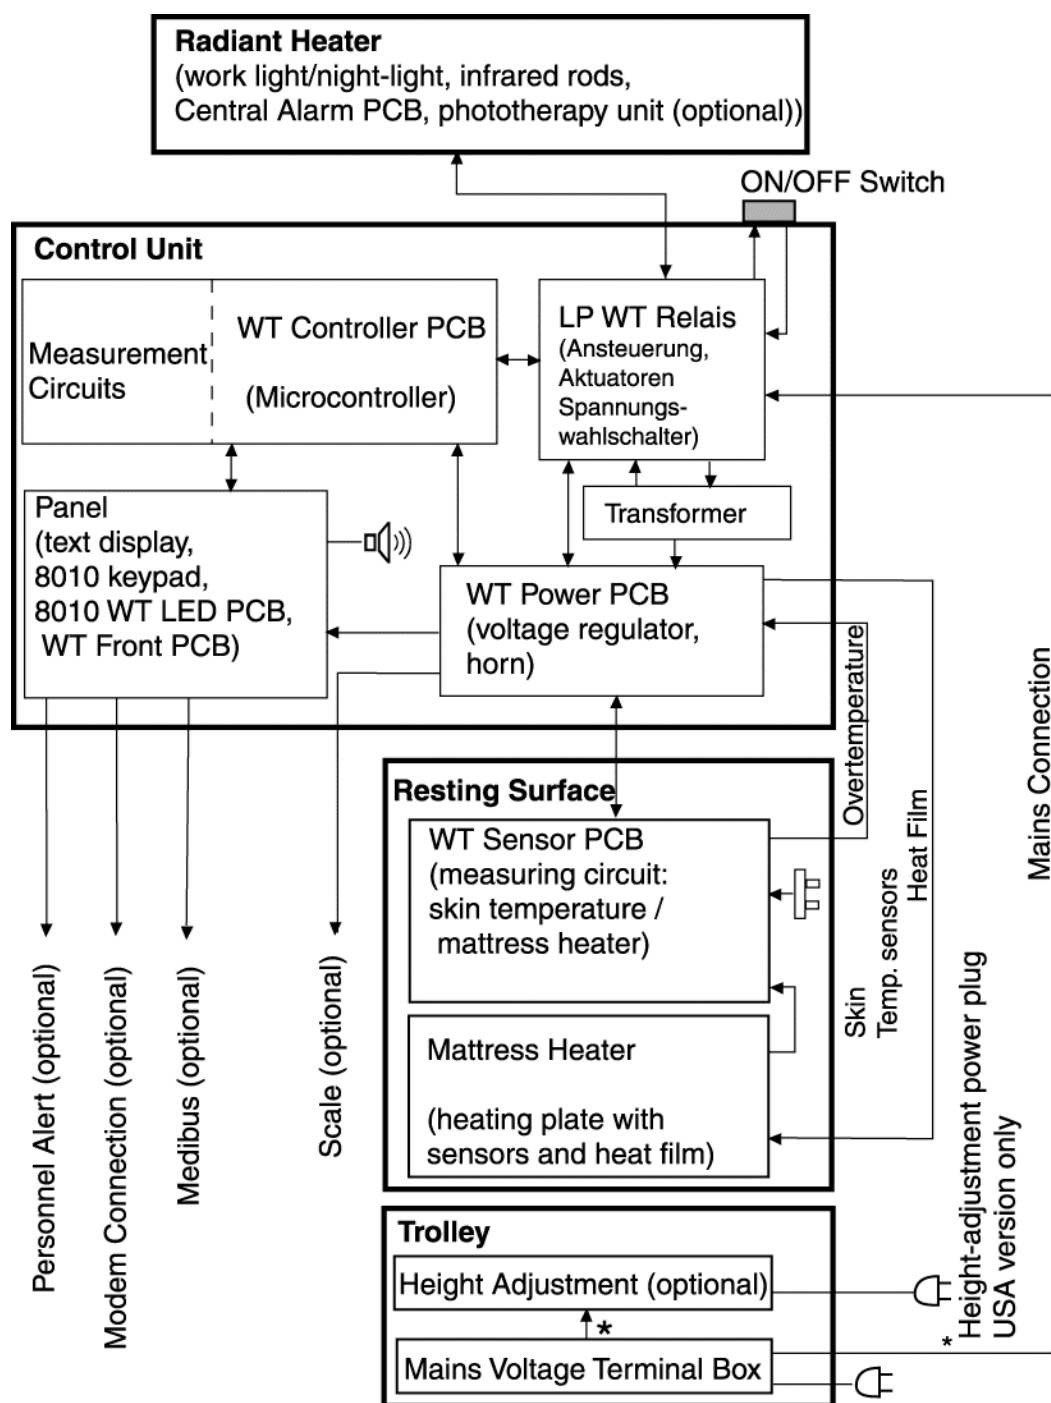 Radiant Heater
(work light/night-light, infrared rods,
Central Alarm PCB, phototherapy unit (optional))
ON/OFF Switch
Control Unit
Measurement
Circuits
WT Controller PCB
(Microcontroller)
LP WT Relais
(Ansteuerung,
Aktuatoren
Spannungs-
wahlschalter)
Transformer
Panel
(text display,
8010 keypad,
8010 WT LED PCB,
WT Front PCB)
WT Power PCB
(voltage regulator,
horn)
Overtemperature
Heat Film
Mains Connection
Resting Surface
WT Sensor PCB
(measuring circuit:
skin temperature /
mattress heater)
Skin
Temp. sensors
Mattress Heater
(heating plate with
sensors and heat film)
Personnel Alert (optional)
Modem Connection (optional)
Medibus (optional)
Scale (optional)
Trolley
Height Adjustment (optional)
*
Mains Voltage Terminal Box
* Height-adjustment power plug
USA version only